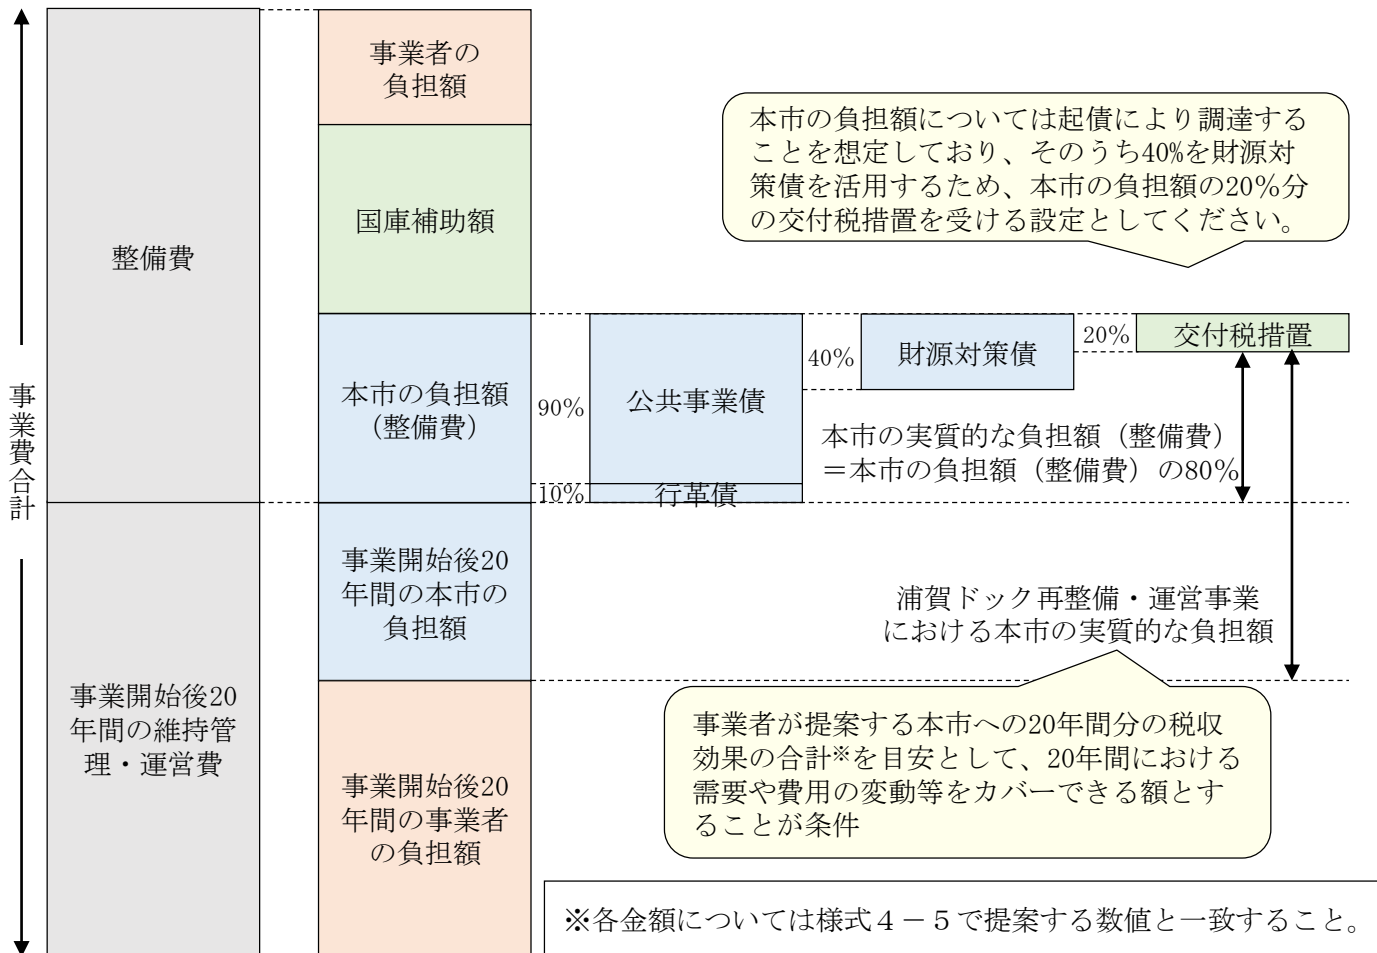 事業費合計
整備費
事業開始後20
年間の維持管
理・運営費
事業者の
負担額
国庫補助額
本市の負担額
（整備費）
事業開始後20
年間の本市の
負担額
事業開始後20
年間の事業者
の負担額
90%
10%
公共事業債
行革債
40%
財源対策債
20%
交付税措置
本市の負担額については起債により調達する
ことを想定しており、そのうち40%を財源対
策債を活用するため、本市の負担額の20%分
の交付税措置を受ける設定としてください。
本市の実質的な負担額（整備費）
＝本市の負担額（整備費）の80%
浦賀ドック再整備・運営事業
における本市の実質的な負担額
事業者が提案する本市への20年間分の税収
効果の合計※を目安として、20年間における
需要や費用の変動等をカバーできる額とす
ることが条件
※各金額については様式４－５で提案する数値と一致すること。